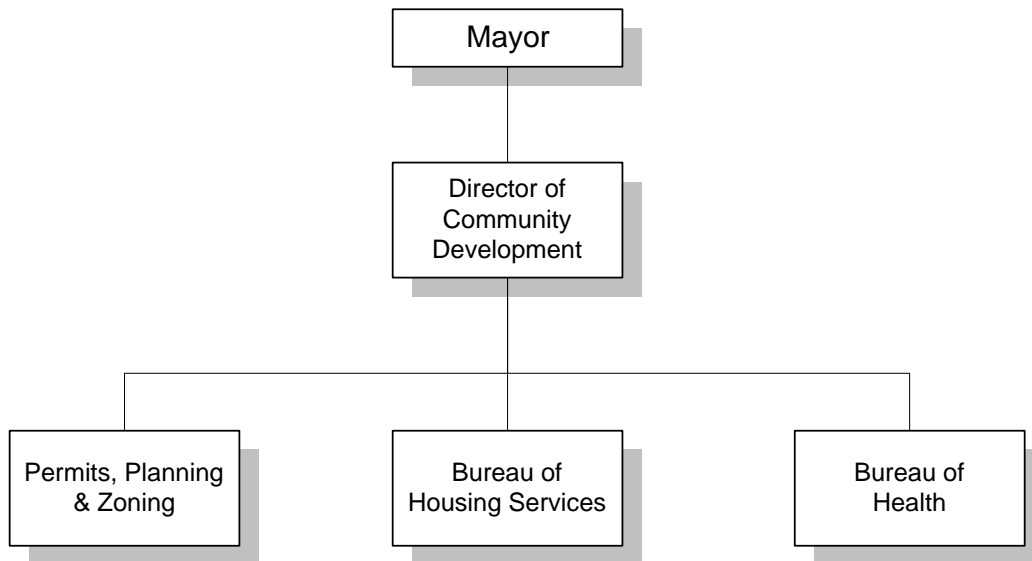 Mayor
Director of
Community
Development
Permits, Planning
& Zoning
Bureau of
Housing Services
Bureau of
Health